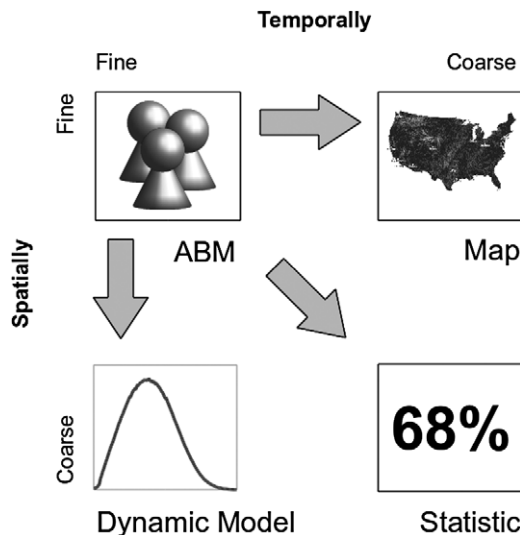 Temporally
Fine
Coarse
Fine
ABM
Map
Spatially
Coarse
68%
Dynamic Model
Statistic